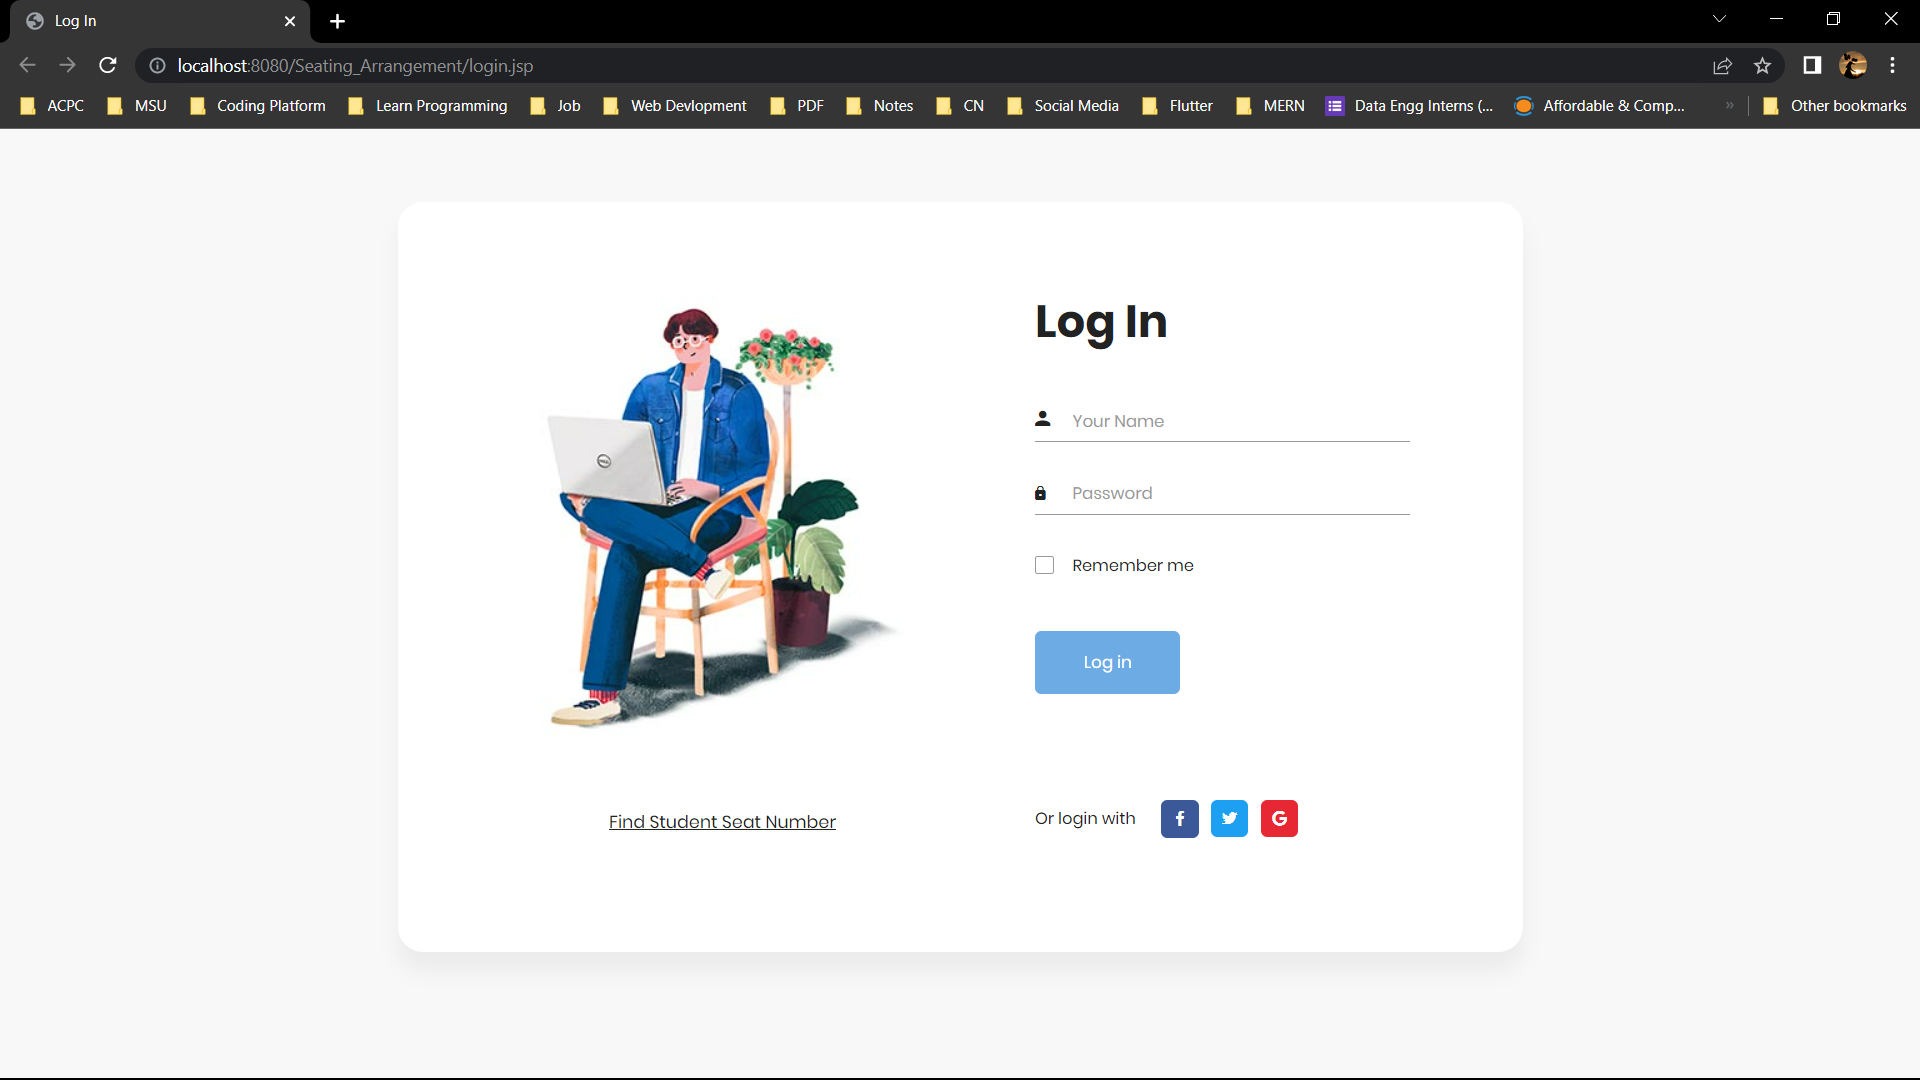 Log In
localhost:8080/Seating_Arrangement/login.jsp
ACPC MSU Coding Platform Learn Programming Job Web Devlopment PDF Notes CN Social Media Flutter MERN Data Engg Interns (... Affordable & Comp... » Other bookmarks
Log In
Your Name
Password
Remember me
Log in
Find Student Seat Number
Or login with